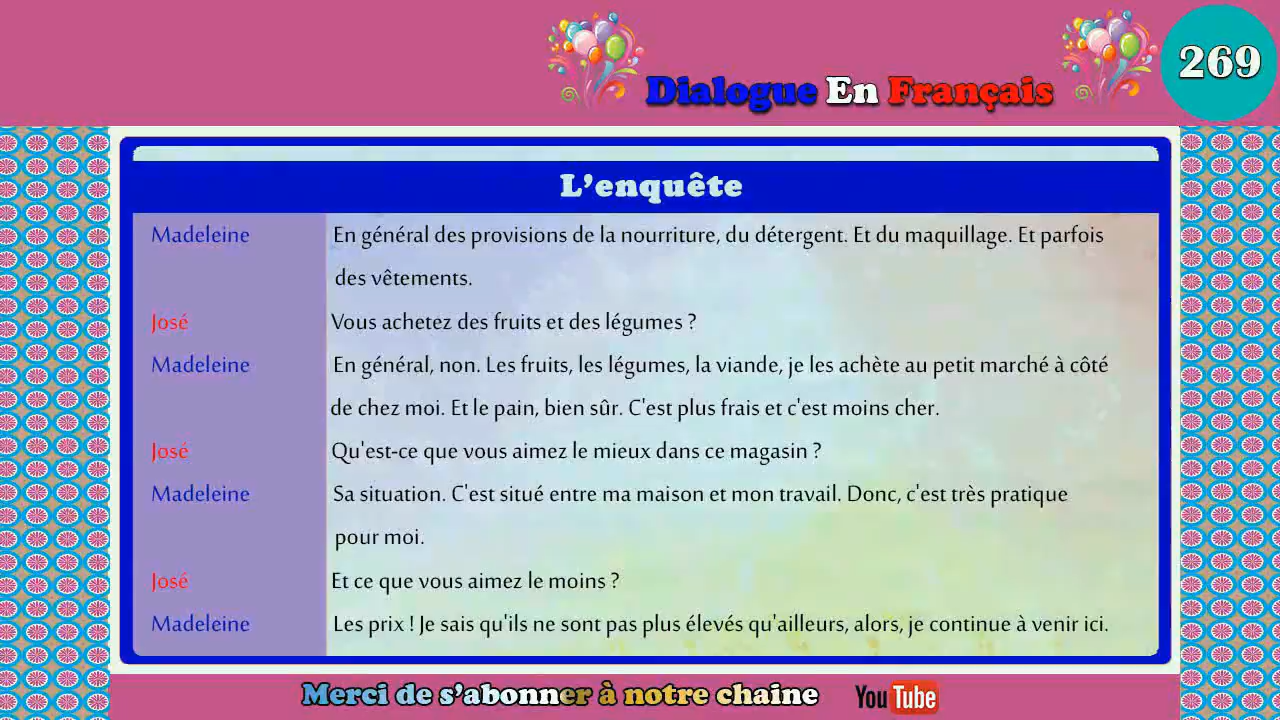 Dialogue En Français
269
L'enquête
Madeleine En général des provisions de la nourriture, du détergent. Et du maquillage. Et parfois
des vêtements.
José Vous achetez des fruits et des légumes ?
Madeleine En général, non. Les fruits, les légumes, la viande, je les achète au petit marché à côté
de chez moi. Et le pain, bien sûr. C'est plus frais et c'est moins cher.
José Qu'est-ce que vous aimez le mieux dans ce magasin ?
Madeleine Sa situation. C'est situé entre ma maison et mon travail. Donc, c'est très pratique
pour moi.
José Et ce que vous aimez le moins ?
Madeleine Les prix ! Je sais qu'ils ne sont pas plus élevés qu'ailleurs, alors, je continue à venir ici.
Merci de s'abonner à notre chaine YouTube